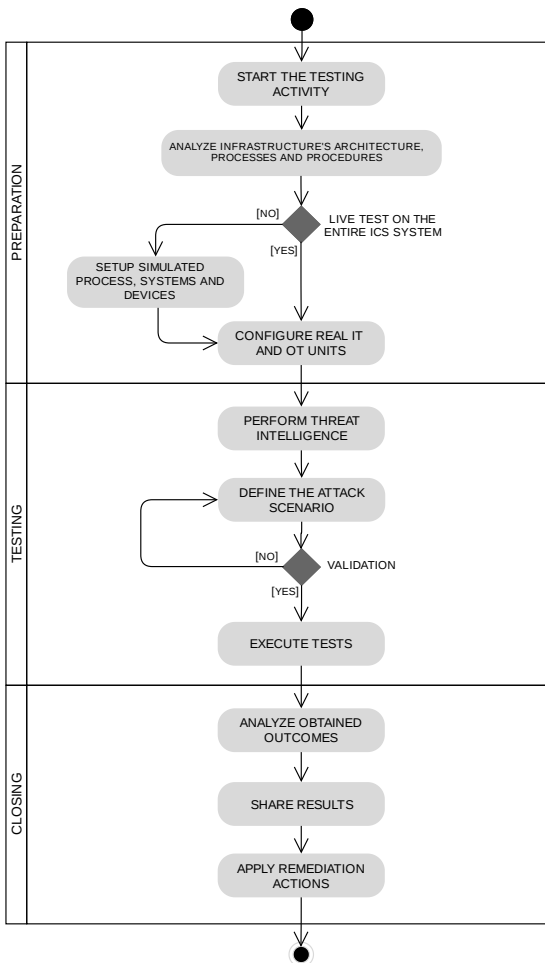 PREPARATION
START THE TESTING
ACTIVITY
ANALYZE INFRASTRUCTURE'S ARCHITECTURE,
PROCESSES AND PROCEDURES
[NO]
LIVE TEST ON THE
ENTIRE ICS SYSTEM
[YES]
SETUP SIMULATED
PROCESS, SYSTEMS AND
DEVICES
CONFIGURE REAL IT
AND OT UNITS
TESTING
PERFORM THREAT
INTELLIGENCE
DEFINE THE ATTACK
SCENARIO
[NO]
VALIDATION
[YES]
EXECUTE TESTS
CLOSING
ANALYZE OBTAINED
OUTCOMES
SHARE RESULTS
APPLY REMEDIATION
ACTIONS